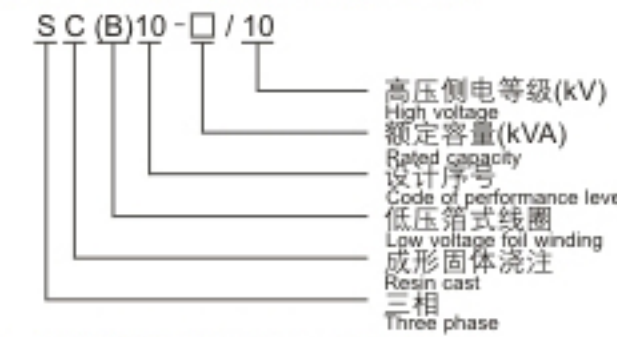 S C (B)10 -□ / 10
高压侧电等级(kV)
High voltage
额定容量(kVA)
Rated capacity
设计序号
Code of performance leve
低压箔式线圈
Low voltage foil winding
成形固体浇注
Resin cast
三相
Three phase